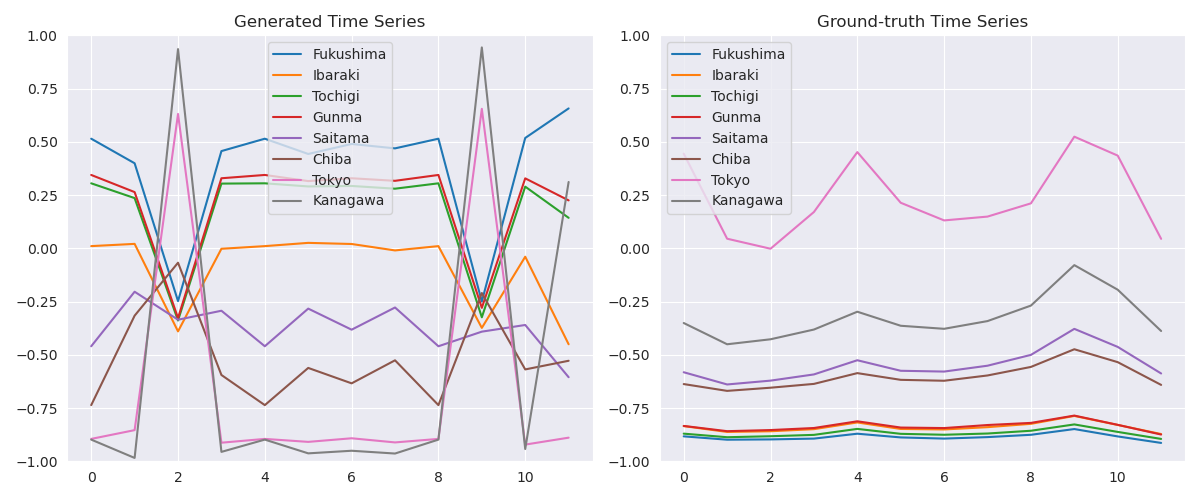 Generated Time Series
1.00
0.75
0.50
0.25
0.00
−0.25
−0.50
−0.75
−1.00
0 2 4 6 8 10
Fukushima
Ibaraki
Tochigi
Gunma
Saitama
Chiba
Tokyo
Kanagawa
Ground-truth Time Series
1.00
0.75
0.50
0.25
0.00
−0.25
−0.50
−0.75
−1.00
0 2 4 6 8 10
Fukushima
Ibaraki
Tochigi
Gunma
Saitama
Chiba
Tokyo
Kanagawa